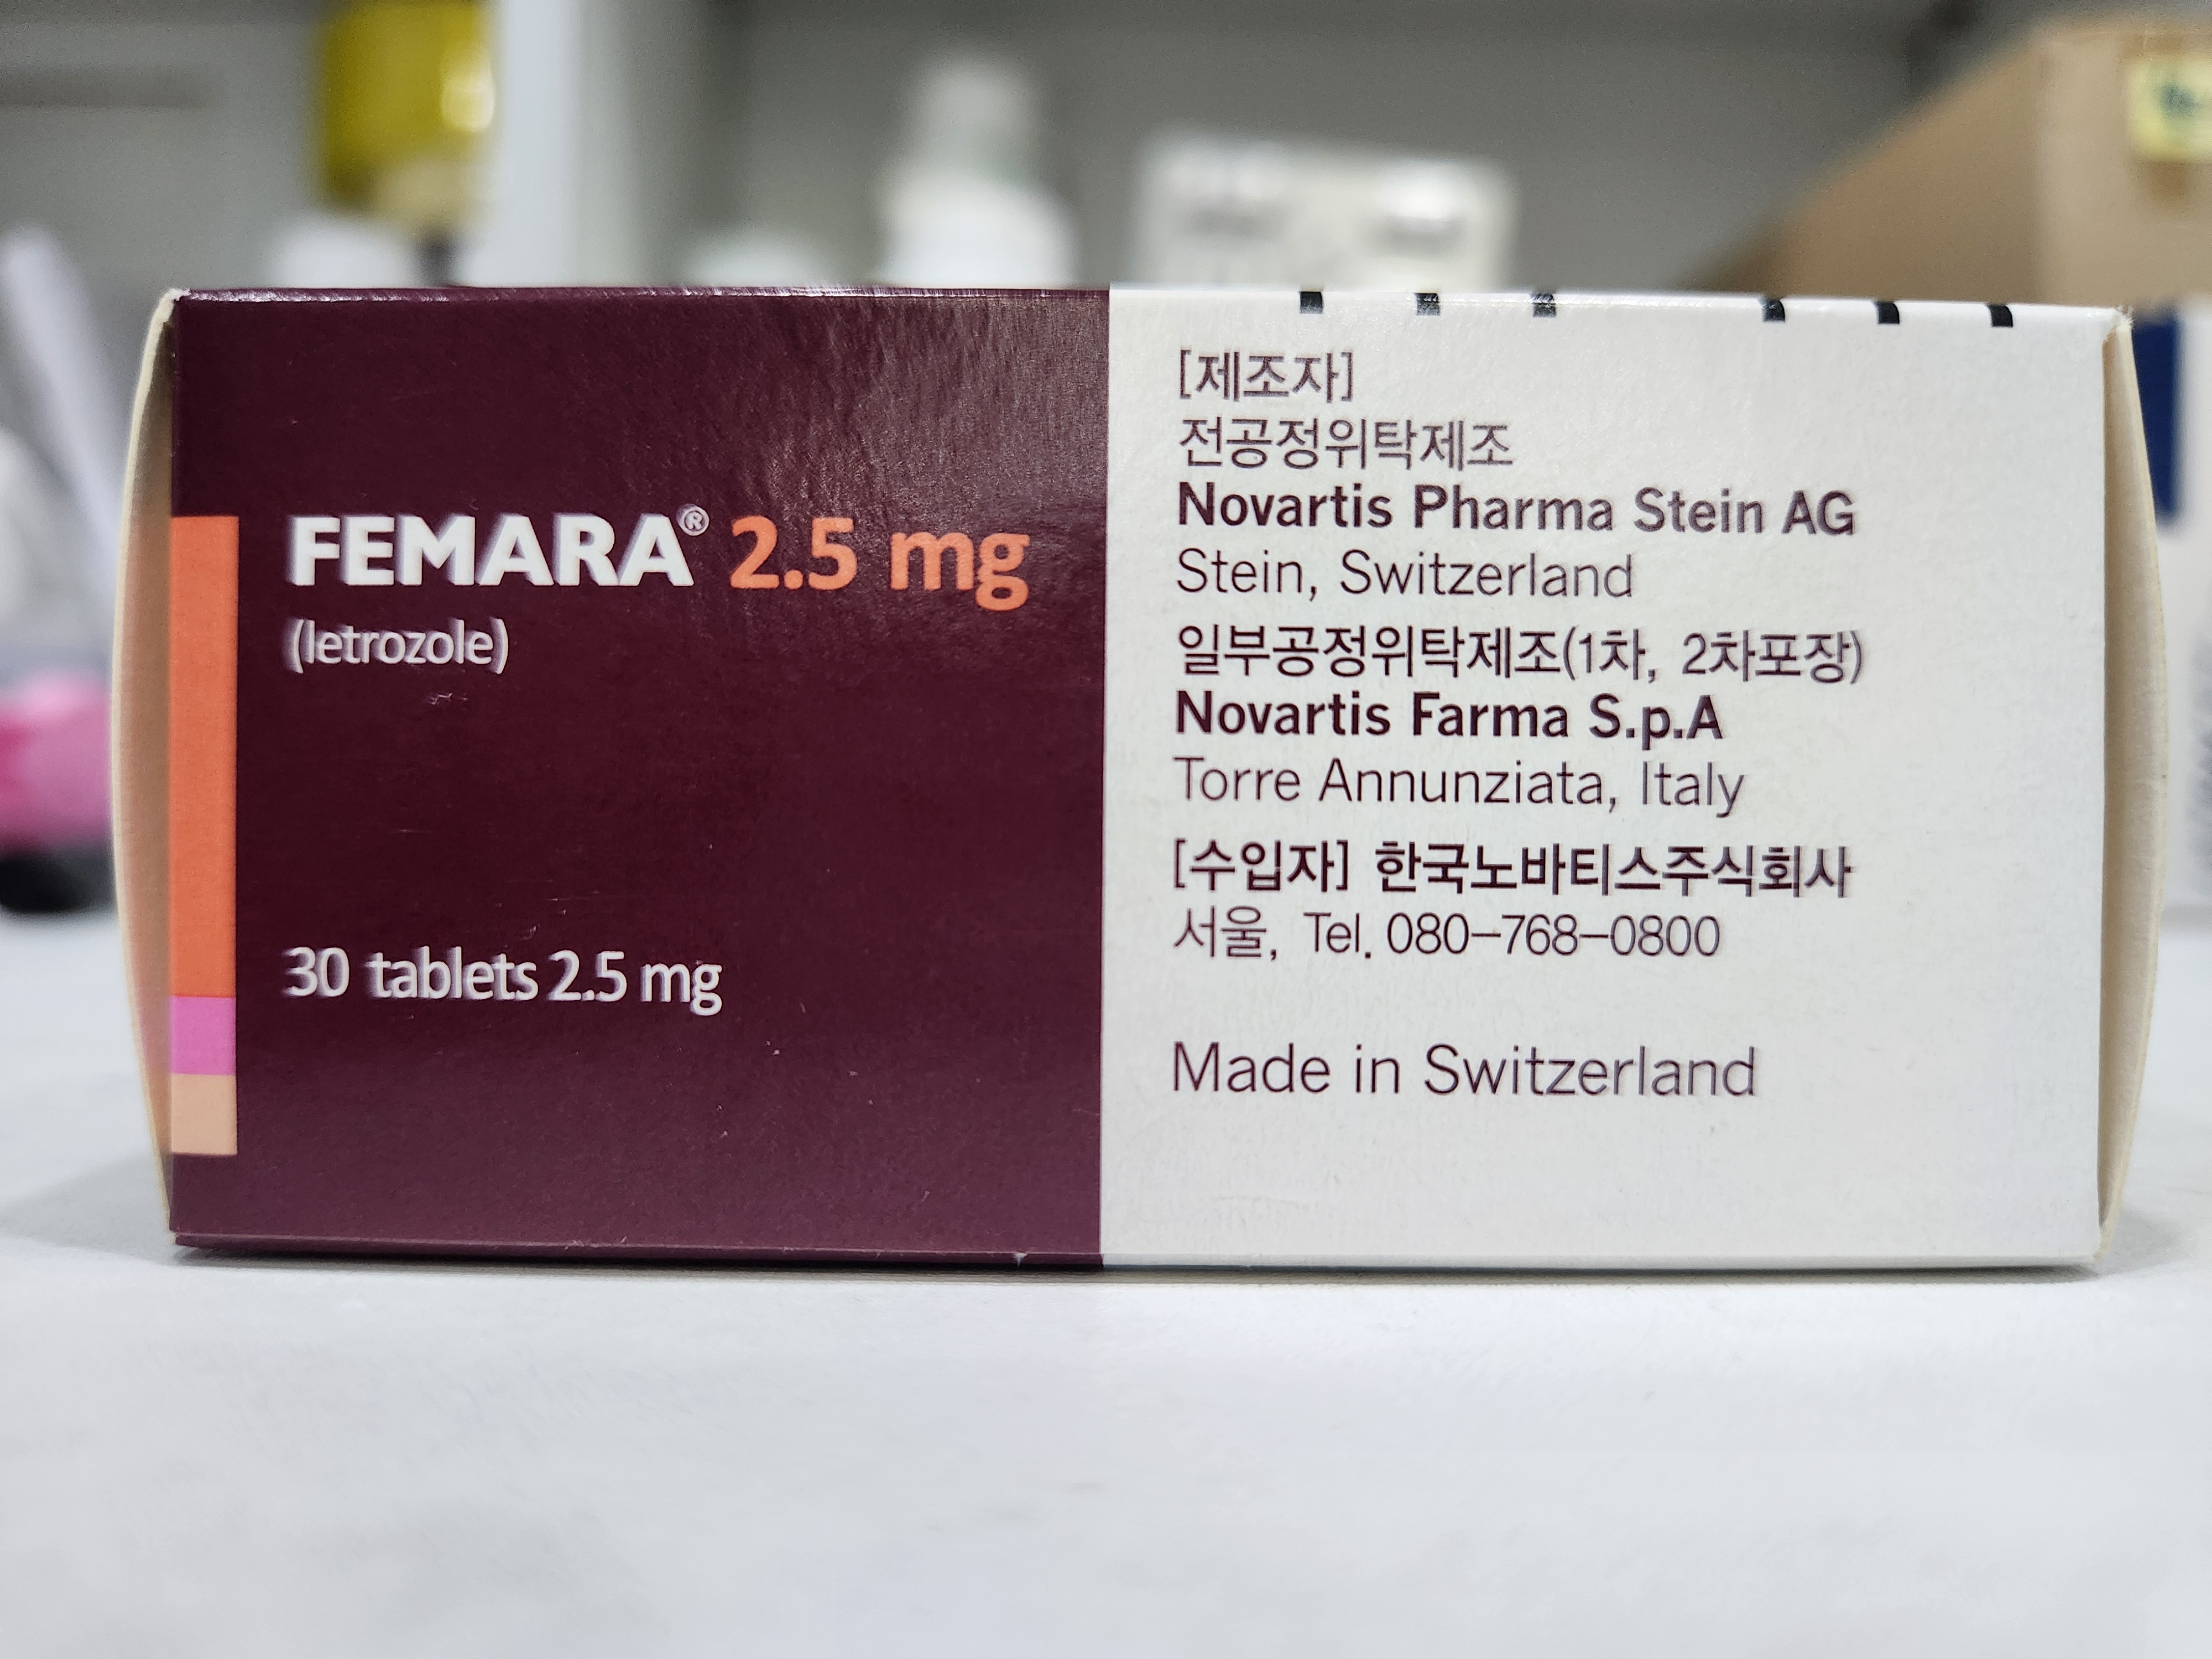 FEMARA® 2.5 mg
(letrozole)
30 tablets 2.5 mg
[제조자]
전공정위탁제조
Novartis Pharma Stein AG
Stein, Switzerland
일부공정위탁제조(1차, 2차포장)
Novartis Farma S.p.A
Torre Annunziata, Italy
[수입자] 한국노바티스주식회사
서울, Tel. 080-768-0800
Made in Switzerland